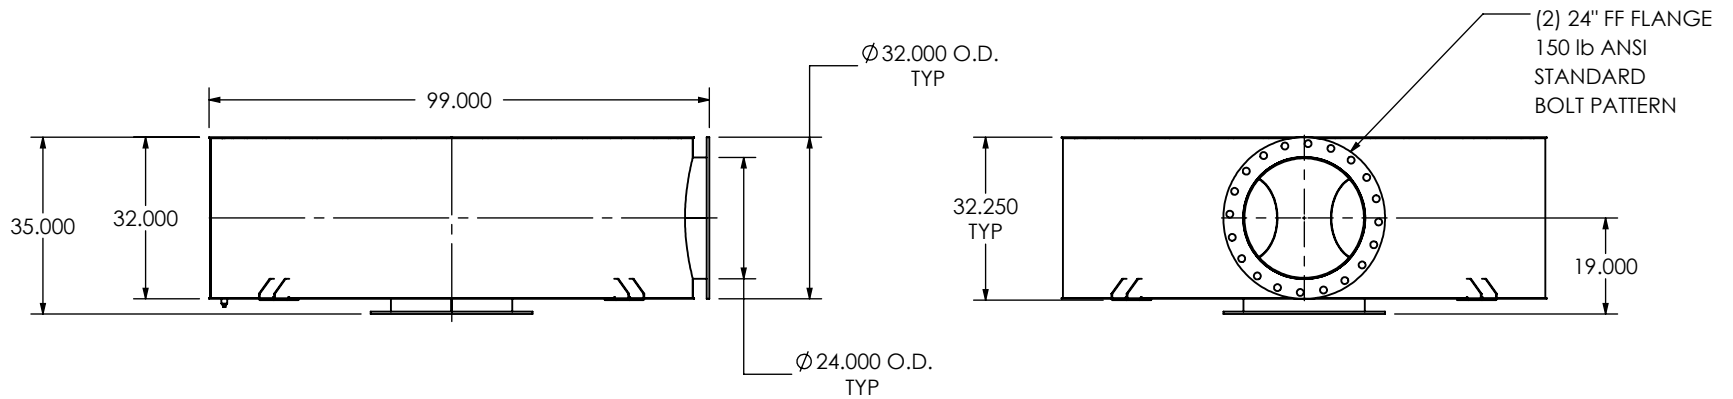 (2) 24" FF FLANGE
150 lb ANSI
STANDARD
BOLT PATTERN
Ø32.000 O.D.
TYP
99.000
35.000
32.000
32.250
TYP
19.000
Ø24.000 O.D.
TYP